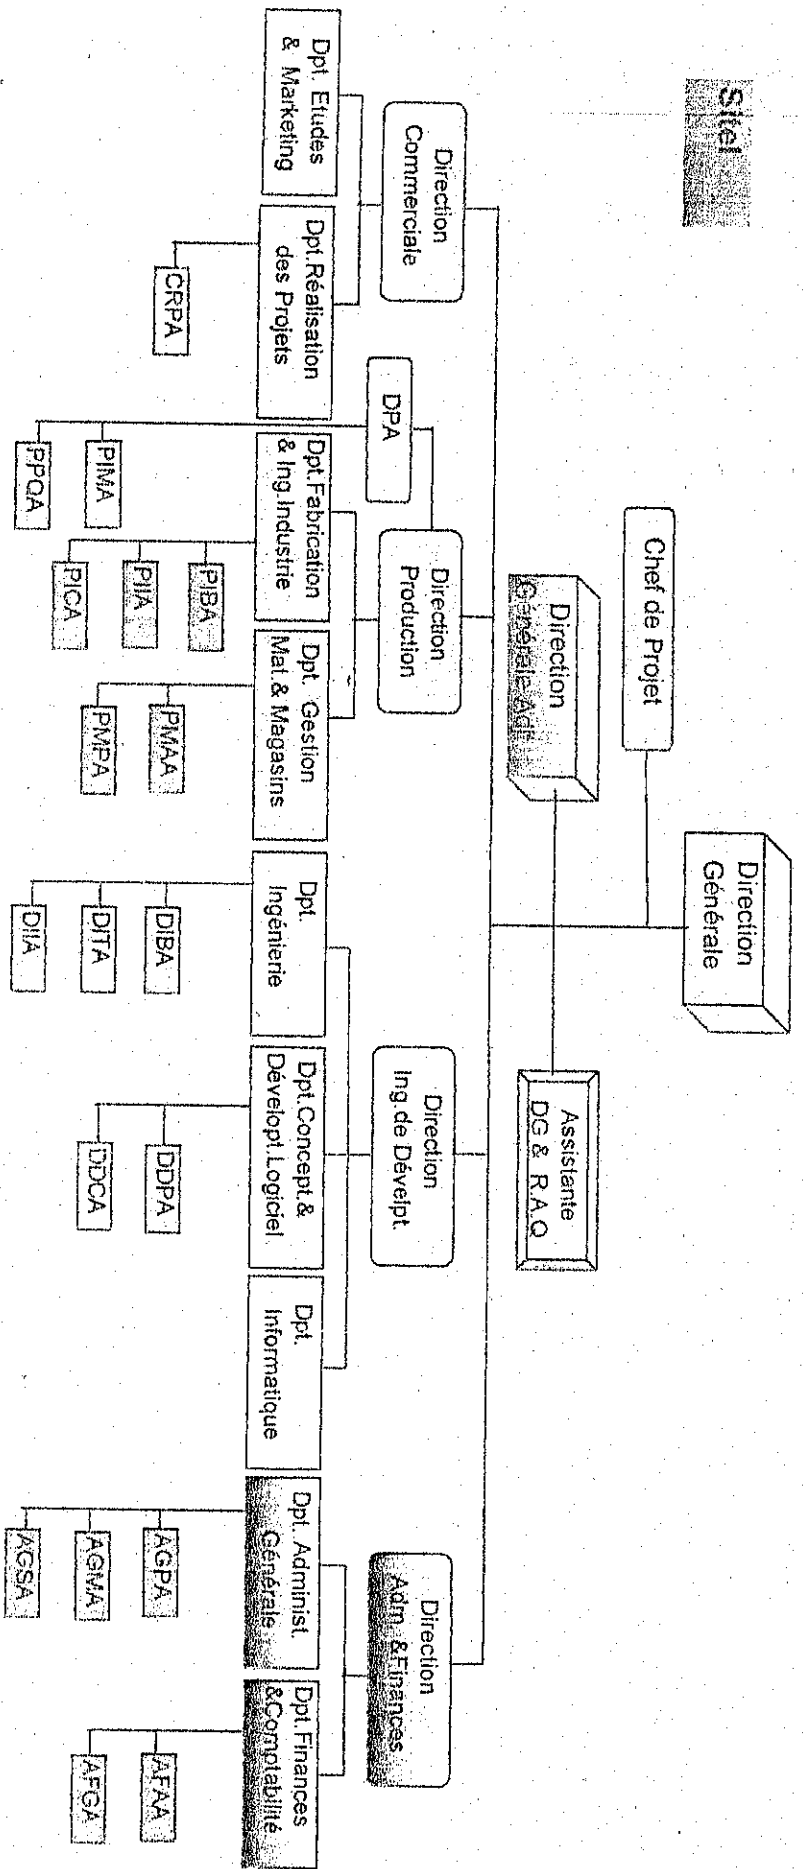 Sitel
Direction
Générale
Chef de Projet
Direction
Générale Adj.
Assistante
DG & R.A.Q
Direction
Commerciale
Direction
Production
Direction
Ing.de Dévelpt.
Direction
Adm. &Finances
DPA
Dpt. Etudes
& Marketing
Dpt.Réalisation
des Projets
Dpt.Fabrication
& Ing.Industrie
Dpt. Gestion
Mat.& Magasins
Dpt.
Ingénierie
Dpt.Concept.&
Dévelopt.Logiciel
Dpt.
Informatique
Dpt. Administ.
Générale
Dpt.Finances
&Comptabilité
CRPA
PIMA
PPQA
PIBA
PIIA
PICA
PMAA
PMPA
DIBA
DITA
DIIA
DDPA
DDCA
AGPA
AGMA
AGSA
AFAA
AFGA